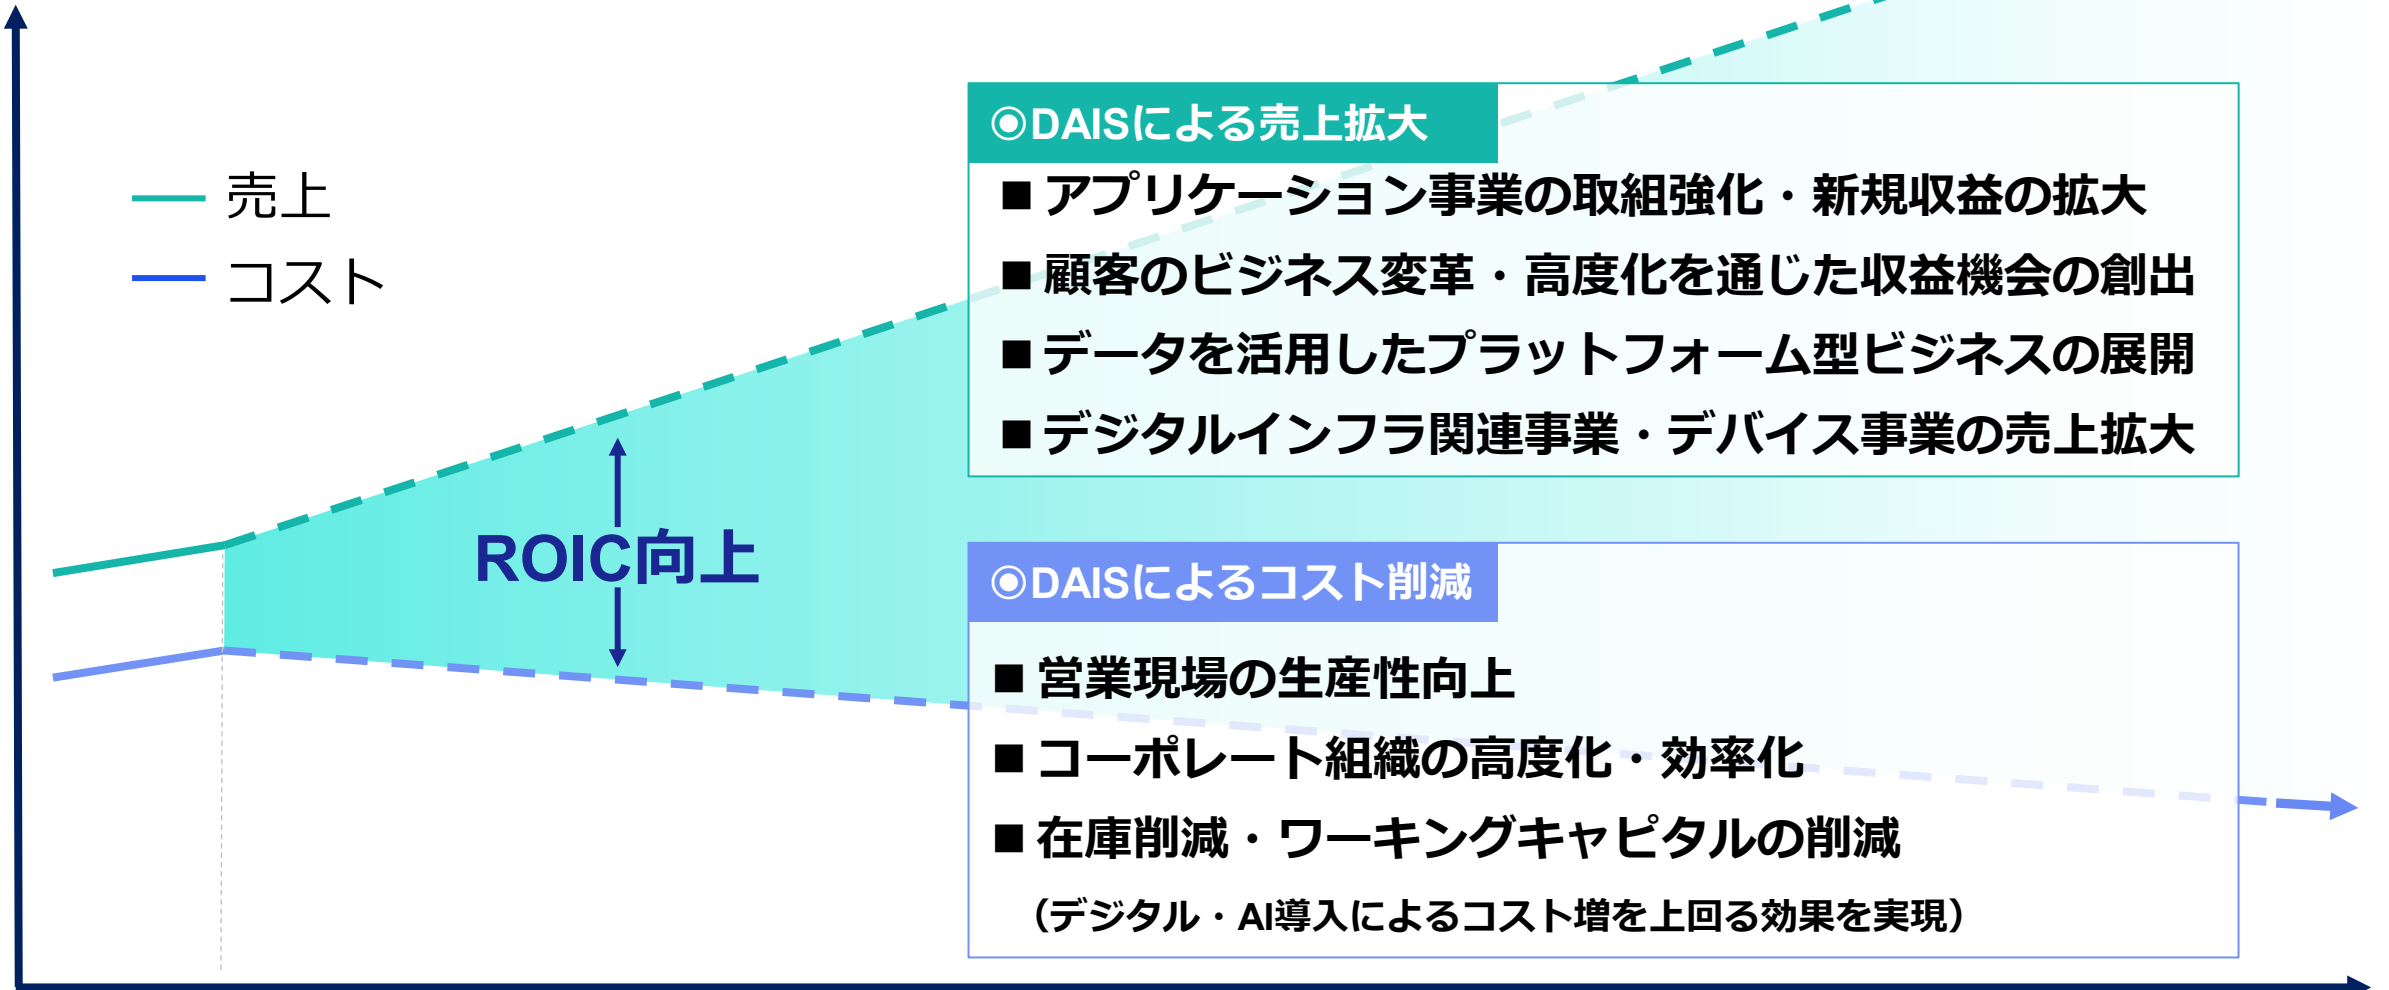 売上
コスト
ROIC向上
◉DAISによる売上拡大
■ アプリケーション事業の取組強化・新規収益の拡大
■ 顧客のビジネス変革・高度化を通じた収益機会の創出
■ データを活用したプラットフォーム型ビジネスの展開
■ デジタルインフラ関連事業・デバイス事業の売上拡大
◉DAISによるコスト削減
■ 営業現場の生産性向上
■ コーポレート組織の高度化・効率化
■ 在庫削減・ワーキングキャピタルの削減
（デジタル・AI導入によるコスト増を上回る効果を実現）